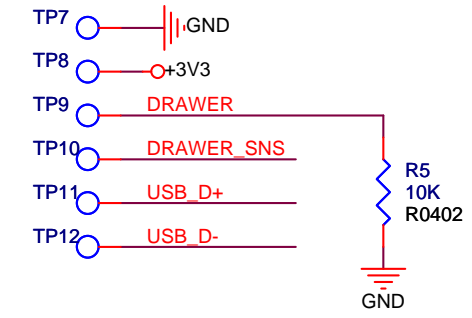 TP7
GND
TP8
+3V3
TP9
DRAWER
TP10
DRAWER_SNS
R5
10K
R0402
TP11
USB_D+
TP12
USB_D-
GND